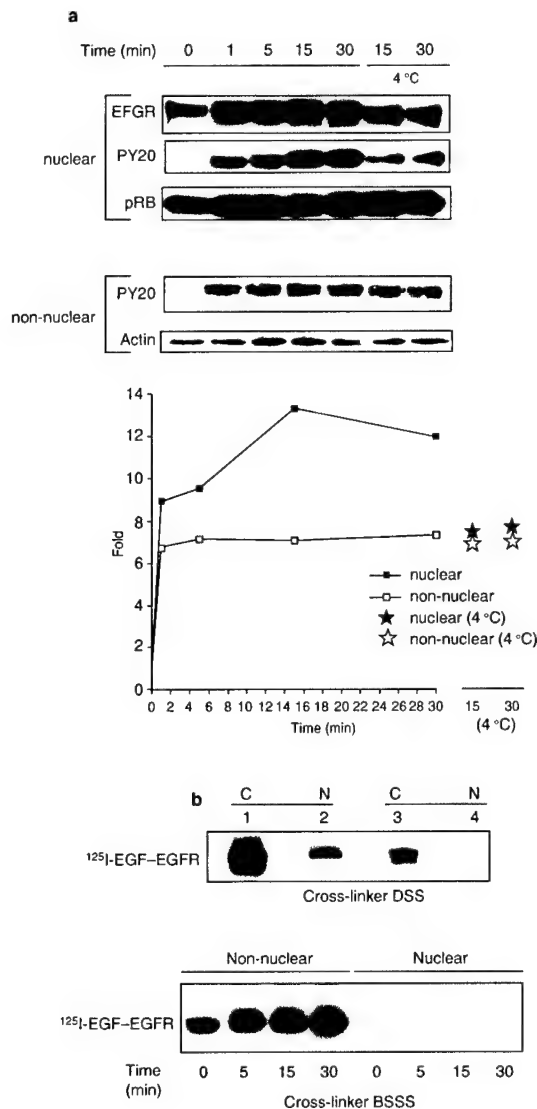 a
Time (min) 0 1 5 15 30 15 30
4 °C
EFGR
nuclear PY20
pRB
PY20
non-nuclear
Actin
14
12
10
8
6
4
2
0
Fold
nuclear
non-nuclear
nuclear (4 °C)
non-nuclear (4 °C)
0 2 4 6 8 10 12 14 16 18 20 22 24 26 28 30 15 30
Time (min) (4 °C)
b
C N C N
1 2 3 4
¹²⁵I-EGF–EGFR
Cross-linker DSS
Non-nuclear Nuclear
¹²⁵I-EGF–EGFR
Time (min) 0 5 15 30 0 5 15 30
Cross-linker BSSS